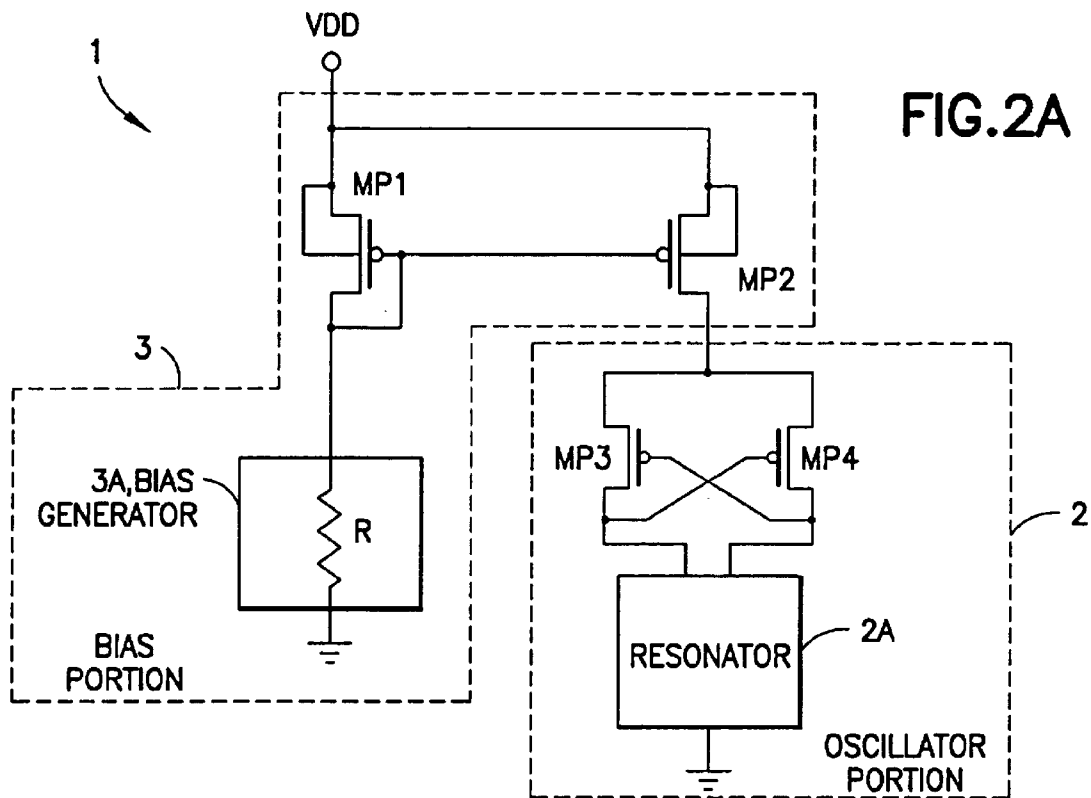 VDD
1
FIG.2A
MP1
MP2
3
MP3
MP4
3A,BIAS
GENERATOR
R
2
BIAS
PORTION
RESONATOR
2A
OSCILLATOR
PORTION